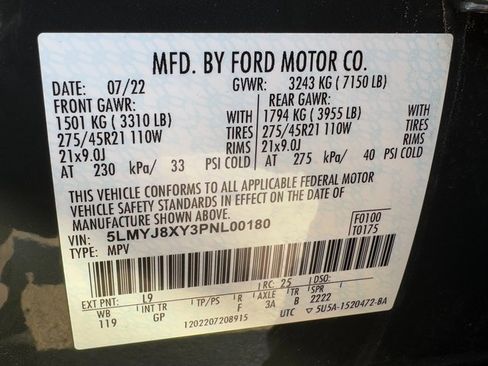 MFD. BY FORD MOTOR CO.
DATE: 07/22 GVWR: 3243 KG ( 7150 LB)
FRONT GAWR: REAR GAWR:
1501 KG ( 3310 LB) 1794 KG ( 3955 LB)
275/45R21 110W TIRES 275/45R21 110W TIRES
21x9.0J RIMS 21x9.0J RIMS
AT 230 kPa/ 33 PSI COLD AT 275 kPa/ 40 PSI COLD
THIS VEHICLE CONFORMS TO ALL APPLICABLE FEDERAL MOTOR
VEHICLE SAFETY STANDARDS IN EFFECT ON THE DATE OF
MANUFACTURE SHOWN ABOVE.
VIN: 5LMYJ8XY3PNL00180 F0100
TYPE: MPV T0175
EXT PNT: L9 RC: 25 DSO:
WB INT TR TP/PS R AXLE TR SPR
119 GP F 3A B 2222
1202207208915 UTC 5U5A-1520472-BA